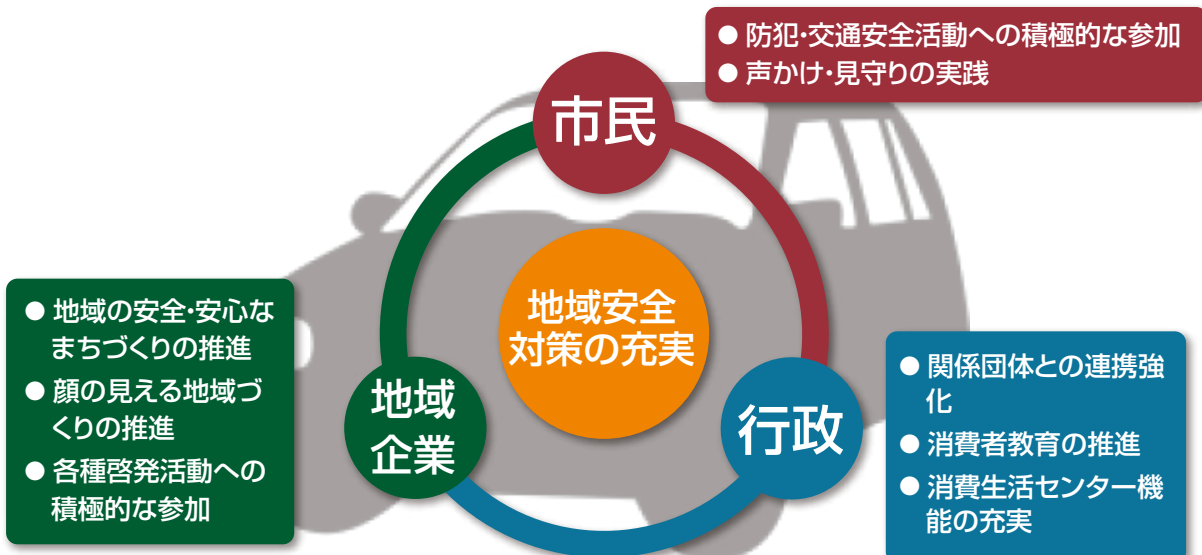 ● 防犯・交通安全活動への積極的な参加
● 声かけ・見守りの実践
市民
地域安全
対策の充実
● 地域の安全・安心な
まちづくりの推進
● 顔の見える地域づ
くりの推進
● 各種啓発活動への
積極的な参加
地域
企業
行政
● 関係団体との連携強
化
● 消費者教育の推進
● 消費生活センター機
能の充実